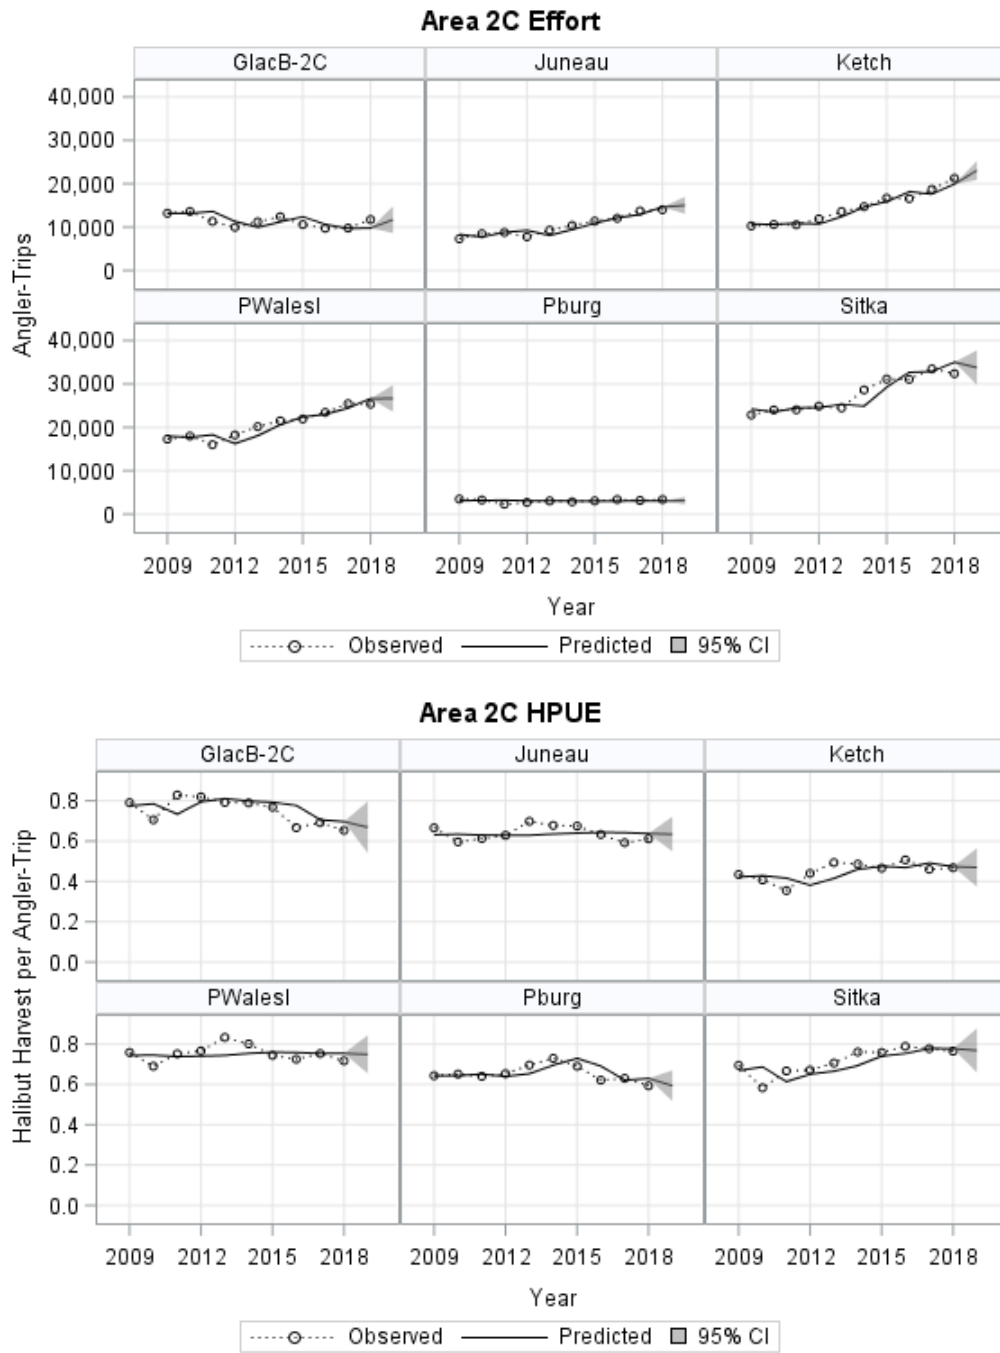 Area 2C Effort
GlacB-2C Juneau Ketch
40,000
30,000
20,000
10,000
0
Angler-Trips
PWalesI Pburg Sitka
40,000
30,000
20,000
10,000
0
2009 2012 2015 2018 2009 2012 2015 2018 2009 2012 2015 2018
Year
Observed Predicted 95% CI
Area 2C HPUE
GlacB-2C Juneau Ketch
0.8
0.6
0.4
0.2
0.0
Halibut Harvest per Angler-Trip
PWalesI Pburg Sitka
0.8
0.6
0.4
0.2
0.0
2009 2012 2015 2018 2009 2012 2015 2018 2009 2012 2015 2018
Year
Observed Predicted 95% CI